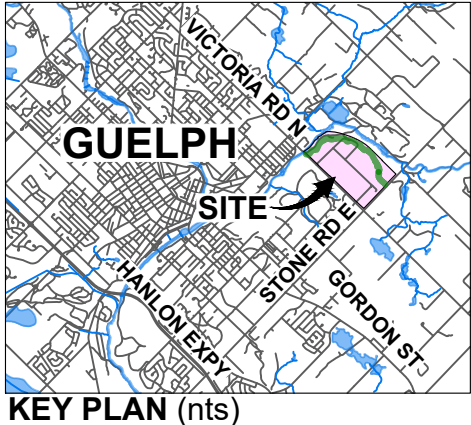 VICTORIA RD N
GUELPH
SITE
STONE RD E
HANLON EXPY
GORDON ST
KEY PLAN (nts)